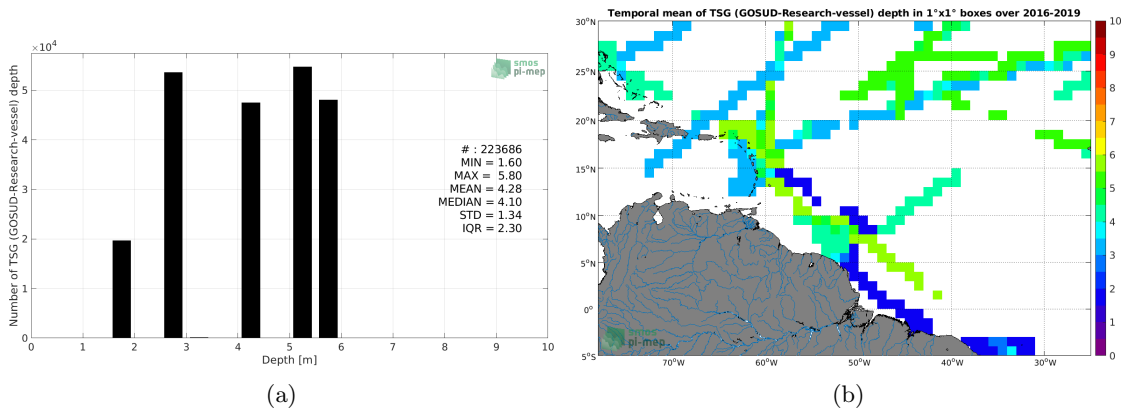 ×10⁴
5
4
3
2
1
0
Number of TSG (GOSUD-Research-vessel) depth
smos
pi-mep
# : 223686
MIN = 1.60
MAX = 5.80
MEAN = 4.28
MEDIAN = 4.10
STD = 1.34
IQR = 2.30
0 1 2 3 4 5 6 7 8 9 10
Depth [m]
(a)
Temporal mean of TSG (GOSUD-Research-vessel) depth in 1°x1° boxes over 2016-2019
30°N
25°N
20°N
15°N
10°N
5°N
0°
5°S
70°W 60°W 50°W 40°W 30°W
smos
pi-mep
10
9
8
7
6
5
4
3
2
1
0
(b)